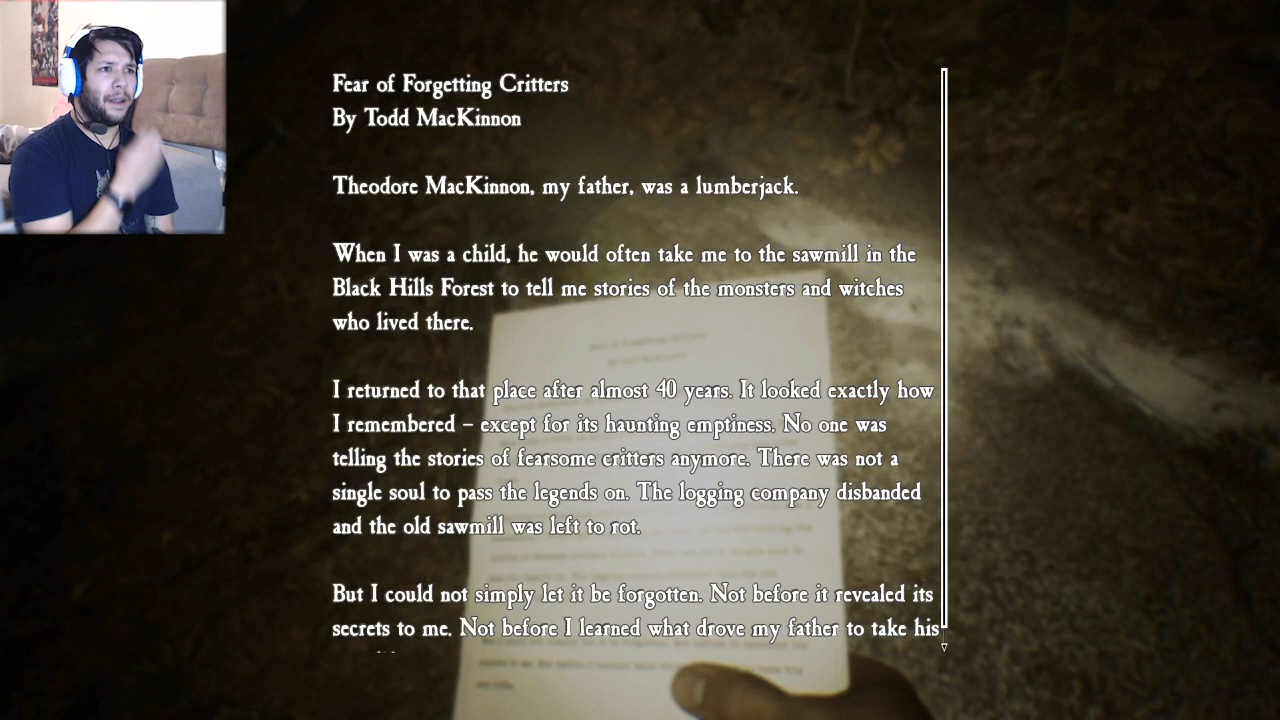 Fear of Forgetting Critters
By Todd MacKinnon
Theodore MacKinnon, my father, was a lumberjack.
When I was a child, he would often take me to the sawmill in the
Black Hills Forest to tell me stories of the monsters and witches
who lived there.
I returned to that place after almost 40 years. It looked exactly how
I remembered – except for its haunting emptiness. No one was
telling the stories of fearsome critters anymore. There was not a
single soul to pass the legends on. The logging company disbanded
and the old sawmill was left to rot.
But I could not simply let it be forgotten. Not before it revealed its
secrets to me. Not before I learned what drove my father to take his